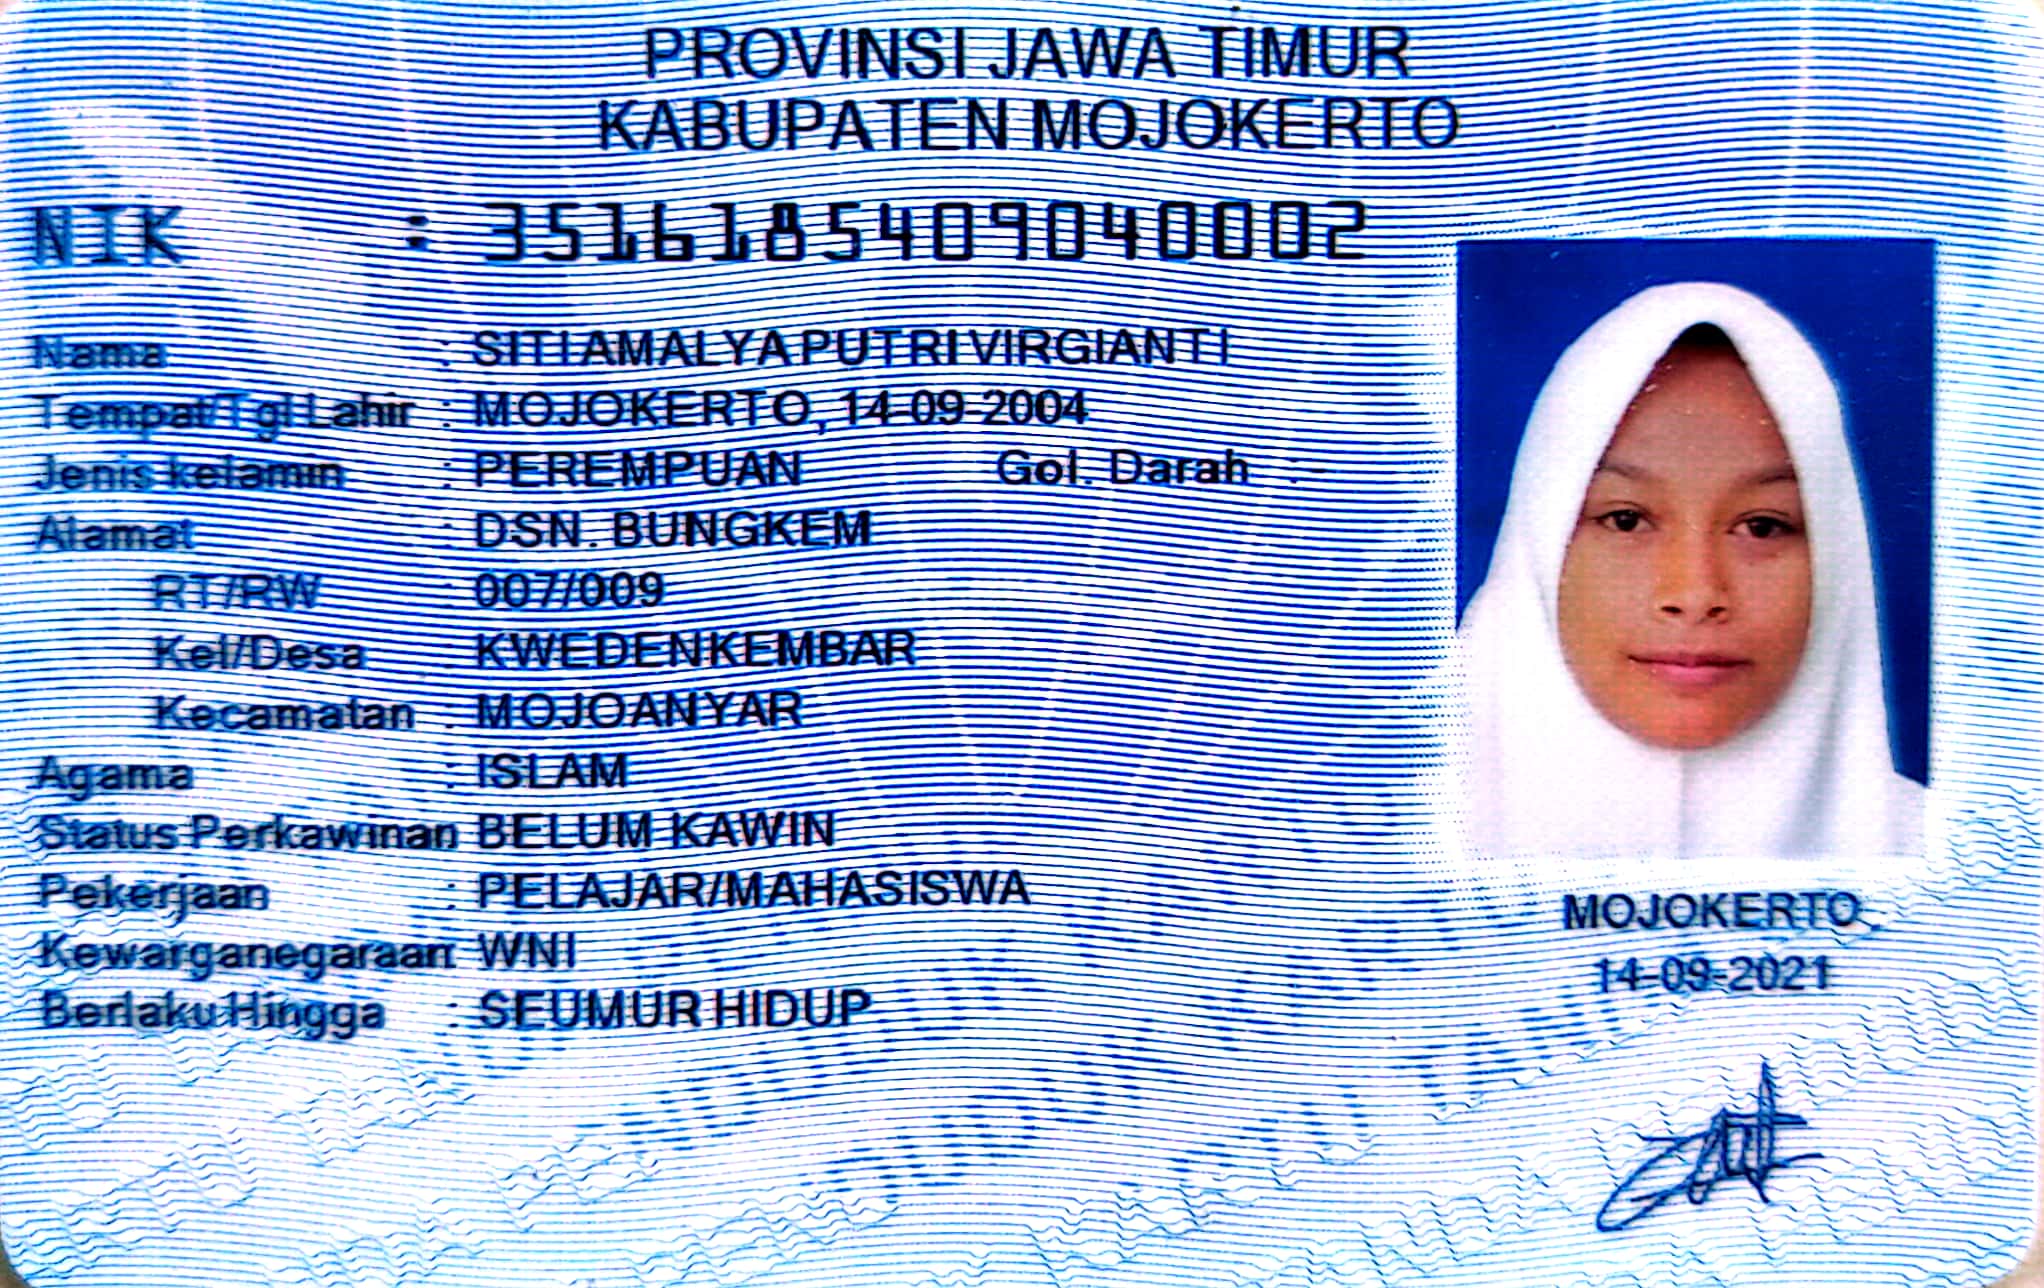 PROVINSI JAWA TIMUR
KABUPATEN MOJOKERTO
NIK : 3516185409040002
Nama : SITI AMALYA PUTRI VIRGIANTI
Tempat/Tgl Lahir : MOJOKERTO, 14-09-2004
Jenis kelamin : PEREMPUAN Gol. Darah : -
Alamat : DSN. BUNGKEM
RT/RW : 007/009
Kel/Desa : KWEDENKEMBAR
Kecamatan : MOJOANYAR
Agama : ISLAM
Status Perkawinan: BELUM KAWIN
Pekerjaan : PELAJAR/MAHASISWA
Kewarganegaraan: WNI
Berlaku Hingga : SEUMUR HIDUP
MOJOKERTO
14-09-2021